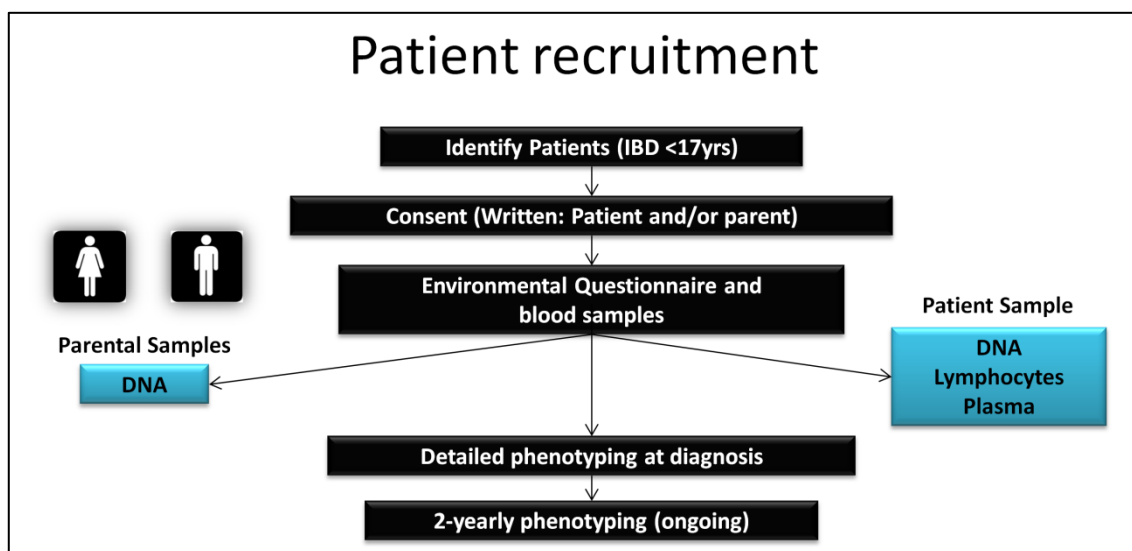 Patient recruitment
Identify Patients (IBD <17yrs)
Consent (Written: Patient and/or parent)
Environmental Questionnaire and
blood samples
Parental Samples
DNA
Patient Sample
DNA
Lymphocytes
Plasma
Detailed phenotyping at diagnosis
2-yearly phenotyping (ongoing)